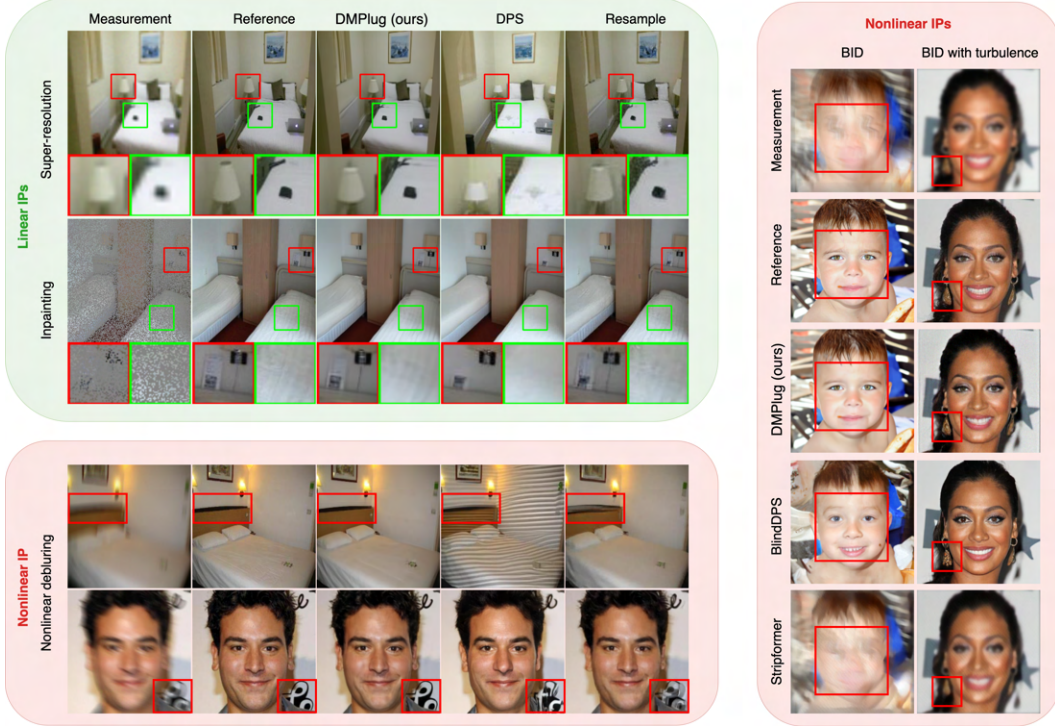 Measurement
Reference
DMPlug (ours)
DPS
Resample
Linear IPs
Super-resolution
Inpainting
Nonlinear IP
Nonlinear debluring
Nonlinear IPs
BID
BID with turbulence
Measurement
Reference
DMPlug (ours)
BlindDPS
Stripformer